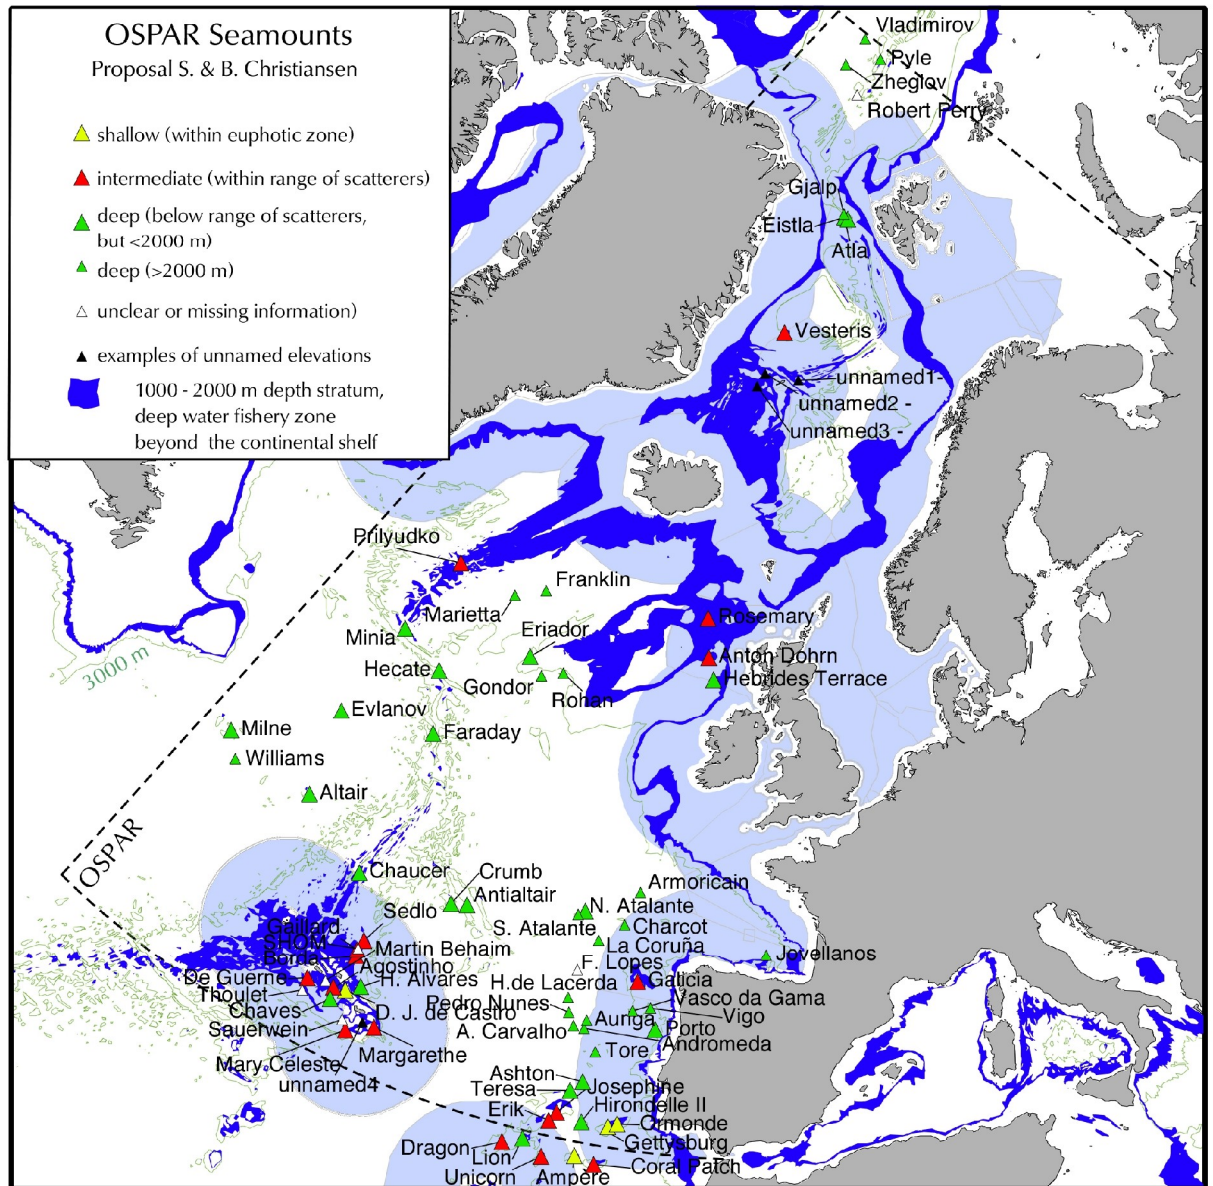 OSPAR Seamounts
Proposal S. & B. Christiansen
shallow (within euphotic zone)
intermediate (within range of scatterers)
deep (below range of scatterers,
but <2000 m)
deep (>2000 m)
unclear or missing information)
examples of unnamed elevations
1000 - 2000 m depth stratum,
deep water fishery zone
beyond the continental shelf
Vladimirov
Pyle
Zheglov
Robert Perry
Gjalp
Eistla
Atla
Vesteris
unnamed1-
unnamed2 -
unnamed3 -
Prilyudko
Franklin
Marietta
Minia
Eriador
Rosemary
Hecate
Gondor
Rohan
Anton Dohrn
Hebrides Terrace
3000 m
Evlanov
Milne
Faraday
Williams
Altair
OSPAR
Chaucer
Crumb
Antialtair
Sedlo
Armoricain
N. Atalante
S. Atalante
Charcot
La Coruña
Jovellanos
Gaillard
SHOM
Martin Behaim
Borda
Agostinho
F. Lopes
De Guerne
H. Alvares
H.de Lacerda
Galicia
Thoulet
Chaves
D. J. de Castro
Pedro Nunes
Vasco da Gama
Vigo
Sauerwein
A. Carvalho
Aunga
Porto
Andromeda
Mary Celeste
Margarethe
unnamed4
Tore
Ashton
Teresa
Josephine
Erik
Hirondelle II
Ormonde
Gettysburg
Dragon
Lion
Unicorn
Ampère
Coral Patch